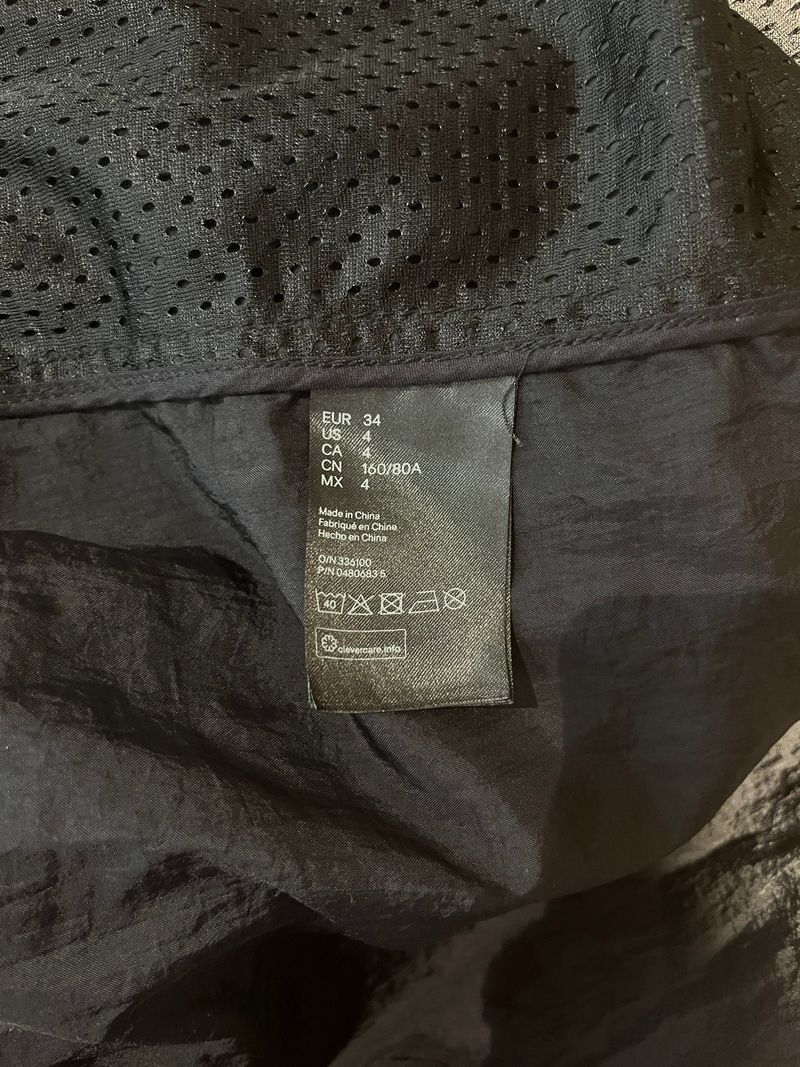 EUR 34
US 4
CA 4
CN 160/80A
MX 4
Made in China
Fabriqué en Chine
Hecho en China
O/N 336100
P/N 0480683 5
40
clevercare.info